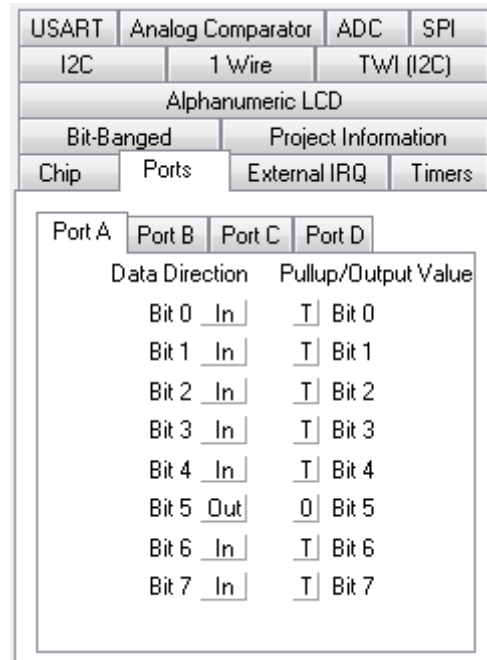 USART Analog Comparator ADC SPI
I2C 1 Wire TWI (I2C)
Alphanumeric LCD
Bit-Banged Project Information
Chip Ports External IRQ Timers
Port A Port B Port C Port D
Data Direction Pullup/Output Value
Bit 0 In T Bit 0
Bit 1 In T Bit 1
Bit 2 In T Bit 2
Bit 3 In T Bit 3
Bit 4 In T Bit 4
Bit 5 Out 0 Bit 5
Bit 6 In T Bit 6
Bit 7 In T Bit 7